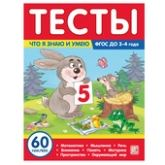 ТЕСТЫ
ЧТО Я ЗНАЮ И УМЕЮ
ФГОС ДО 3-4 года
5
60
наклеек
• Математика • Мышление • Речь
• Внимание • Память • Моторика
• Пространство • Окружающий мир